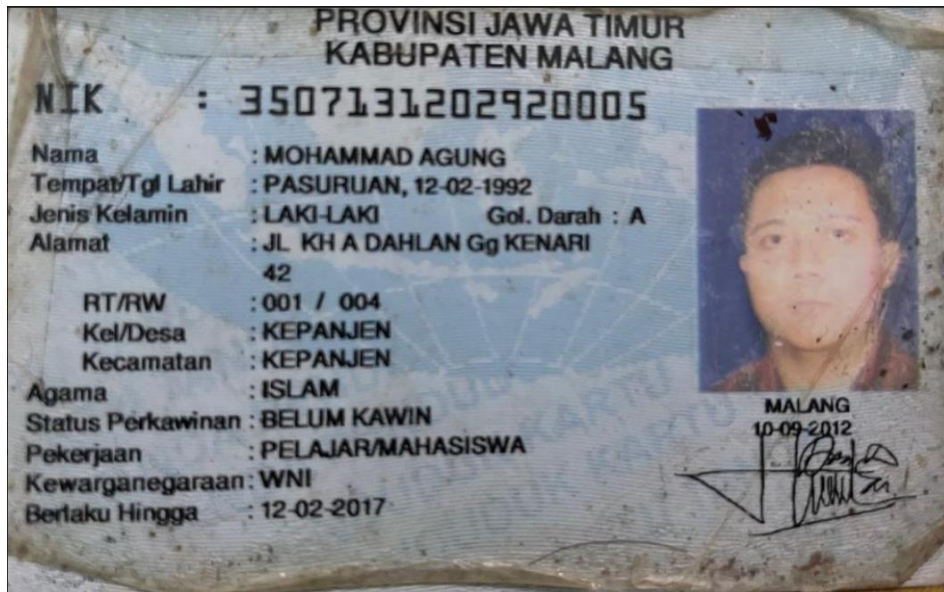 PROVINSI JAWA TIMUR
KABUPATEN MALANG
NIK : 3507131202920005
Nama : MOHAMMAD AGUNG
Tempat/Tgl Lahir : PASURUAN, 12-02-1992
Jenis Kelamin : LAKI-LAKI Gol. Darah : A
Alamat : JL KH A DAHLAN Gg KENARI
42
RT/RW : 001 / 004
Kel/Desa : KEPANJEN
Kecamatan : KEPANJEN
Agama : ISLAM
Status Perkawinan : BELUM KAWIN
Pekerjaan : PELAJAR/MAHASISWA
Kewarganegaraan : WNI
Berlaku Hingga : 12-02-2017
MALANG
10-09-2012